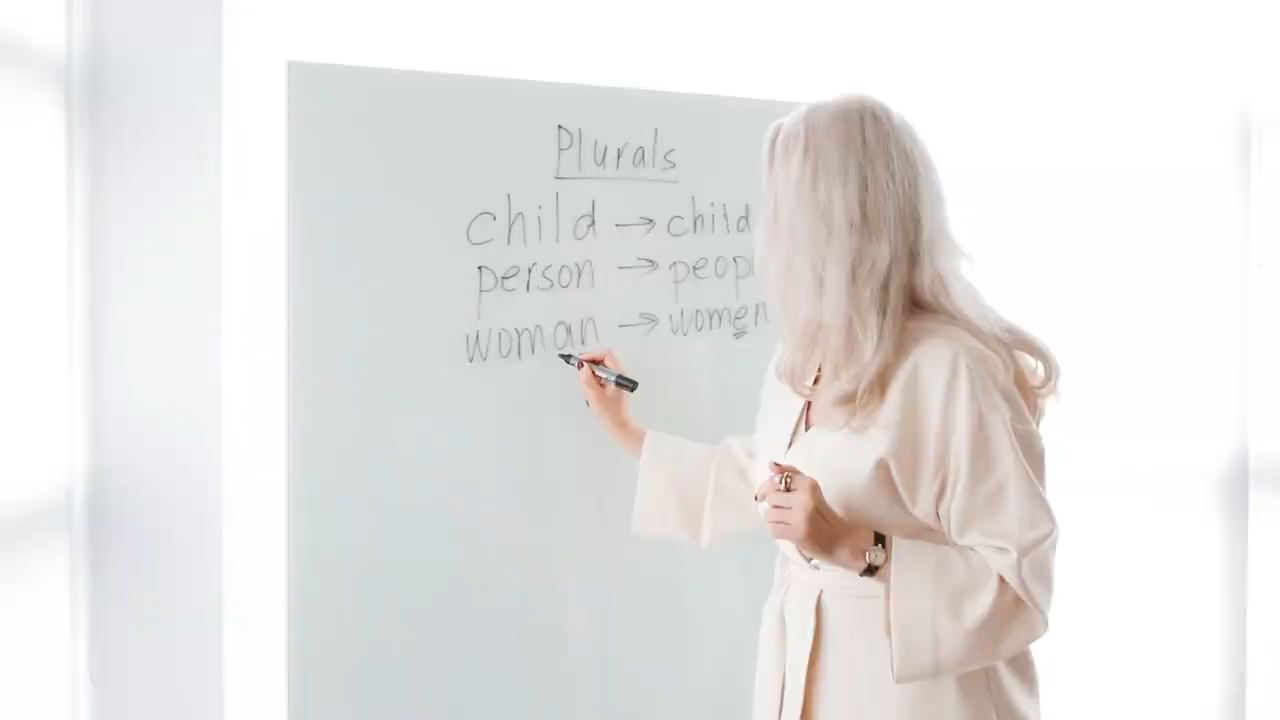 Plurals
child → child
person → peopl
woman → women